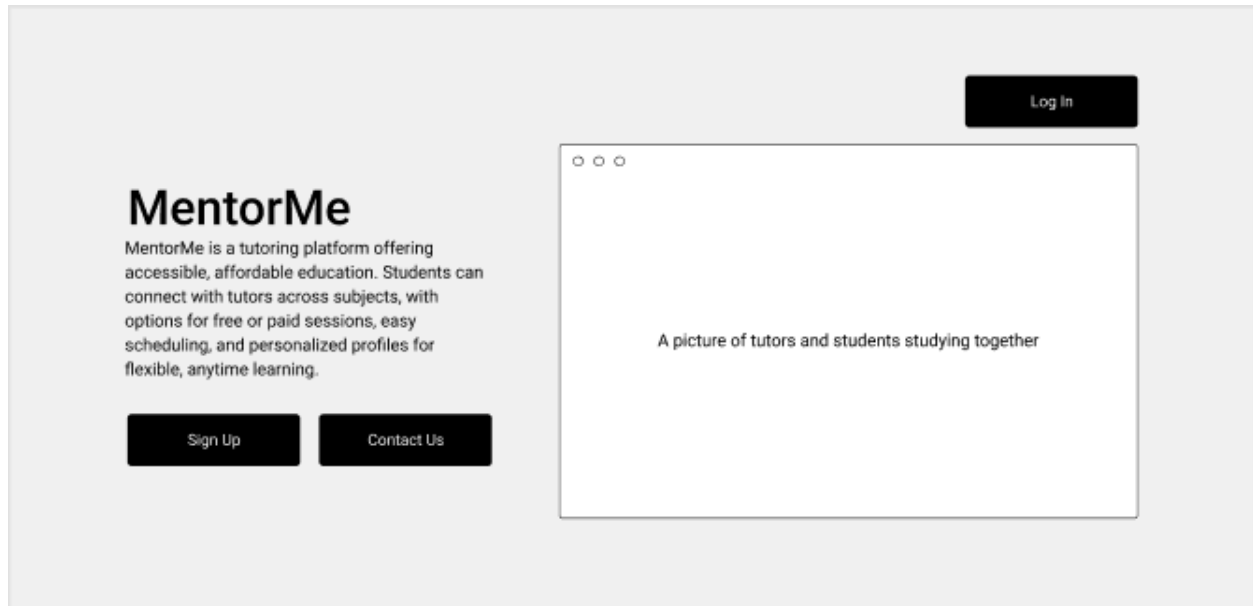 Log In
MentorMe
MentorMe is a tutoring platform offering
accessible, affordable education. Students can
connect with tutors across subjects, with
options for free or paid sessions, easy
scheduling, and personalized profiles for
flexible, anytime learning.
Sign Up
Contact Us
A picture of tutors and students studying together